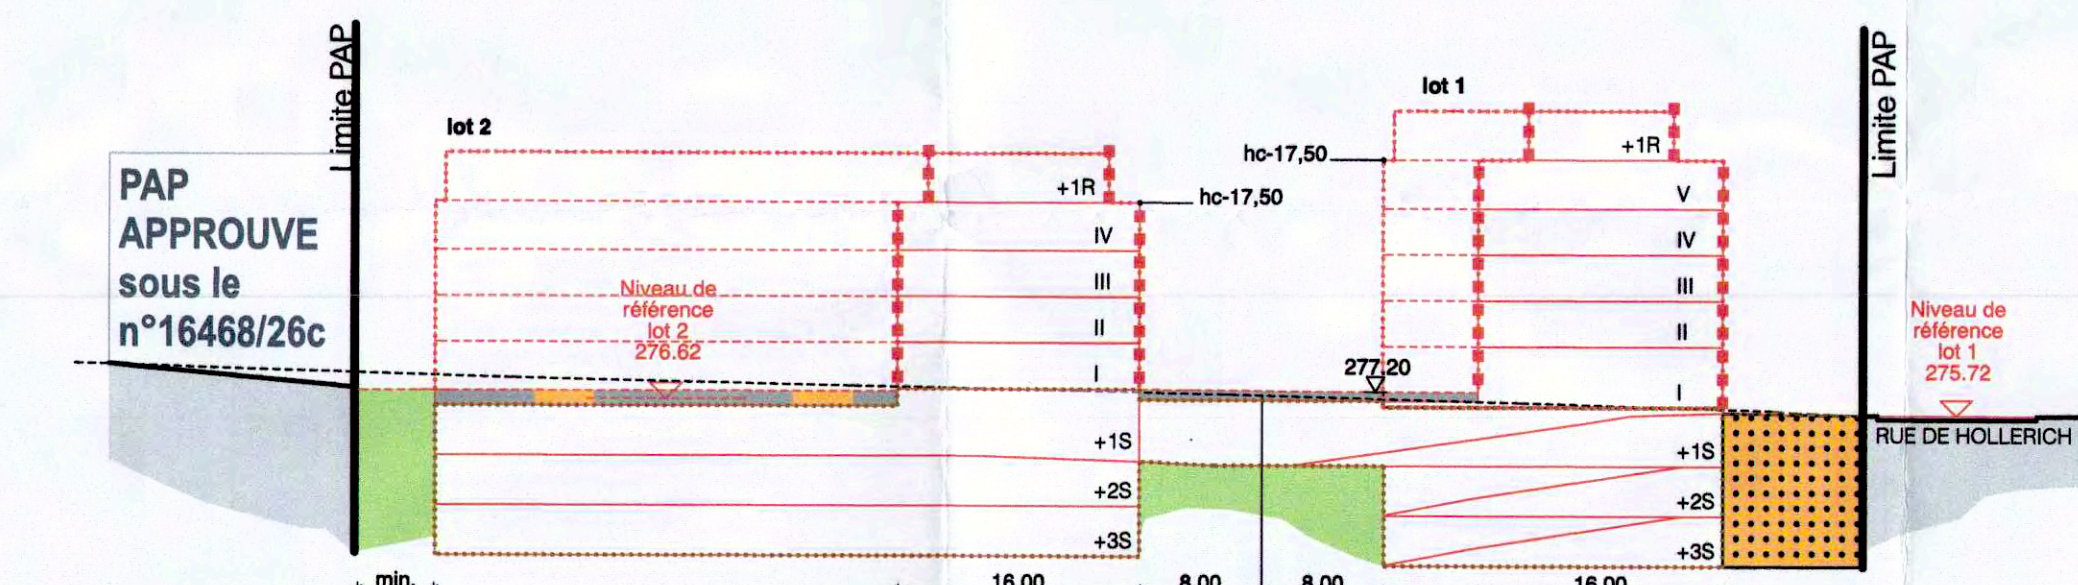 Limite PAP
Limite PAP
lot 1
lot 2
+1R
hc-17,50
PAP
APPROUVE
sous le
n°16468/26c
+1R
hc-17,50
V
IV
IV
Niveau de
référence
lot 2
276.62
III
III
Niveau de
référence
lot 1
275.72
II
II
277.20
I
I
RUE DE HOLLERICH
+1S
+1S
+2S
+2S
+3S
+3S
min.
16.00
8.00
8.00
16.00